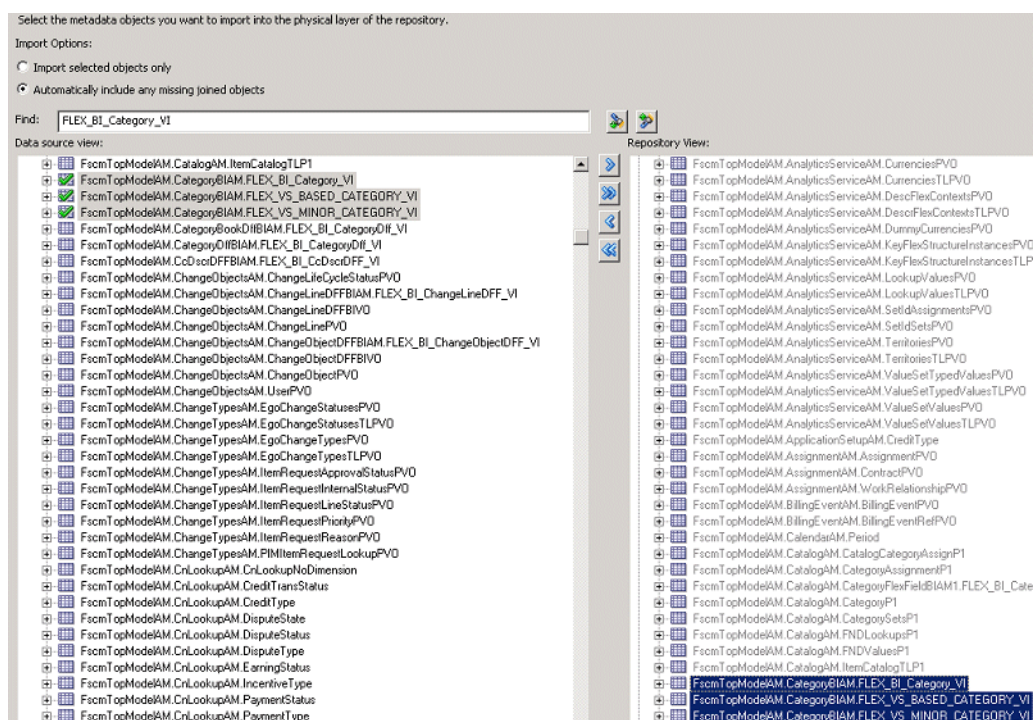 Select the metadata objects you want to import into the physical layer of the repository.
Import Options:
Import selected objects only
Automatically include any missing joined objects
Find: FLEX_BI_Category_VI
Data source view:
FscmTopModelAM.CatalogAM.ItemCatalogTLP1
FscmTopModelAM.CategoryBIAM.FLEX_BI_Category_VI
FscmTopModelAM.CategoryBIAM.FLEX_VS_BASED_CATEGORY_VI
FscmTopModelAM.CategoryBIAM.FLEX_VS_MINOR_CATEGORY_VI
FscmTopModelAM.CategoryBookDffBIAM.FLEX_BI_CategoryDff_VI
FscmTopModelAM.CategoryDffBIAM.FLEX_BI_CategoryDff_VI
FscmTopModelAM.CcDscrDFFBIAM.FLEX_BI_CcDscrDFF_VI
FscmTopModelAM.ChangeObjectsAM.ChangeLifeCycleStatusPVO
FscmTopModelAM.ChangeObjectsAM.ChangeLineDFFBIAM.FLEX_BI_ChangeLineDFF_VI
FscmTopModelAM.ChangeObjectsAM.ChangeLineDFFBIVO
FscmTopModelAM.ChangeObjectsAM.ChangeLinePVO
FscmTopModelAM.ChangeObjectsAM.ChangeObjectDFFBIAM.FLEX_BI_ChangeObjectDFF_VI
FscmTopModelAM.ChangeObjectsAM.ChangeObjectDFFBIVO
FscmTopModelAM.ChangeObjectsAM.ChangeObjectPVO
FscmTopModelAM.ChangeObjectsAM.UserPVO
FscmTopModelAM.ChangeTypesAM.EgoChangeStatusesPVO
FscmTopModelAM.ChangeTypesAM.EgoChangeStatusesTLPVO
FscmTopModelAM.ChangeTypesAM.EgoChangeTypesPVO
FscmTopModelAM.ChangeTypesAM.EgoChangeTypesTLPVO
FscmTopModelAM.ChangeTypesAM.ItemRequestApprovalStatusPVO
FscmTopModelAM.ChangeTypesAM.ItemRequestInternalStatusPVO
FscmTopModelAM.ChangeTypesAM.ItemRequestLineStatusPVO
FscmTopModelAM.ChangeTypesAM.ItemRequestPriorityPVO
FscmTopModelAM.ChangeTypesAM.ItemRequestReasonPVO
FscmTopModelAM.ChangeTypesAM.PIMItemRequestLookupPVO
FscmTopModelAM.CnLookupAM.CnLookupNoDimension
FscmTopModelAM.CnLookupAM.CreditTransStatus
FscmTopModelAM.CnLookupAM.CreditType
FscmTopModelAM.CnLookupAM.DisputeState
FscmTopModelAM.CnLookupAM.DisputeStatus
FscmTopModelAM.CnLookupAM.DisputeType
FscmTopModelAM.CnLookupAM.EarningStatus
FscmTopModelAM.CnLookupAM.IncentiveType
FscmTopModelAM.CnLookupAM.PaymentStatus
FscmTopModelAM.CnLookupAM.PaymentType
Repository View:
FscmTopModelAM.AnalyticsServiceAM.CurrenciesPVO
FscmTopModelAM.AnalyticsServiceAM.CurrenciesTLPVO
FscmTopModelAM.AnalyticsServiceAM.DescFlexContextsPVO
FscmTopModelAM.AnalyticsServiceAM.DescrFlexContextsTLPVO
FscmTopModelAM.AnalyticsServiceAM.DummyCurrenciesPVO
FscmTopModelAM.AnalyticsServiceAM.KeyFlexStructureInstancesPVO
FscmTopModelAM.AnalyticsServiceAM.KeyFlexStructureInstancesTLP
FscmTopModelAM.AnalyticsServiceAM.LookupValuesPVO
FscmTopModelAM.AnalyticsServiceAM.LookupValuesTLPVO
FscmTopModelAM.AnalyticsServiceAM.SetIdAssignmentsPVO
FscmTopModelAM.AnalyticsServiceAM.SetIdSetsPVO
FscmTopModelAM.AnalyticsServiceAM.TerritoriesPVO
FscmTopModelAM.AnalyticsServiceAM.TerritoriesTLPVO
FscmTopModelAM.AnalyticsServiceAM.ValueSetTypedValuesPVO
FscmTopModelAM.AnalyticsServiceAM.ValueSetTypedValuesTLPVO
FscmTopModelAM.AnalyticsServiceAM.ValueSetValuesPVO
FscmTopModelAM.AnalyticsServiceAM.ValueSetValuesTLPVO
FscmTopModelAM.ApplicationSetupAM.CreditType
FscmTopModelAM.AssignmentAM.AssignmentPVO
FscmTopModelAM.AssignmentAM.ContractPVO
FscmTopModelAM.AssignmentAM.WorkRelationshipPVO
FscmTopModelAM.BillingEventAM.BillingEventPVO
FscmTopModelAM.BillingEventAM.BillingEventRefPVO
FscmTopModelAM.CalendarAM.Period
FscmTopModelAM.CatalogAM.CatalogCategoryAssignP1
FscmTopModelAM.CatalogAM.CategoryAssignmentP1
FscmTopModelAM.CatalogAM.CategoryFlexFieldBIAM1.FLEX_BI_Cate
FscmTopModelAM.CatalogAM.CategoryP1
FscmTopModelAM.CatalogAM.CategorySetsP1
FscmTopModelAM.CatalogAM.FNDLookupsP1
FscmTopModelAM.CatalogAM.FNDValuesP1
FscmTopModelAM.CatalogAM.ItemCatalogTLP1
FscmTopModelAM.CategoryBIAM.FLEX_BI_Category_VI
FscmTopModelAM.CategoryBIAM.FLEX_VS_BASED_CATEGORY_VI
FscmTopModelAM.CategoryBIAM.FLEX_VS_MINOR_CATEGORY_VI